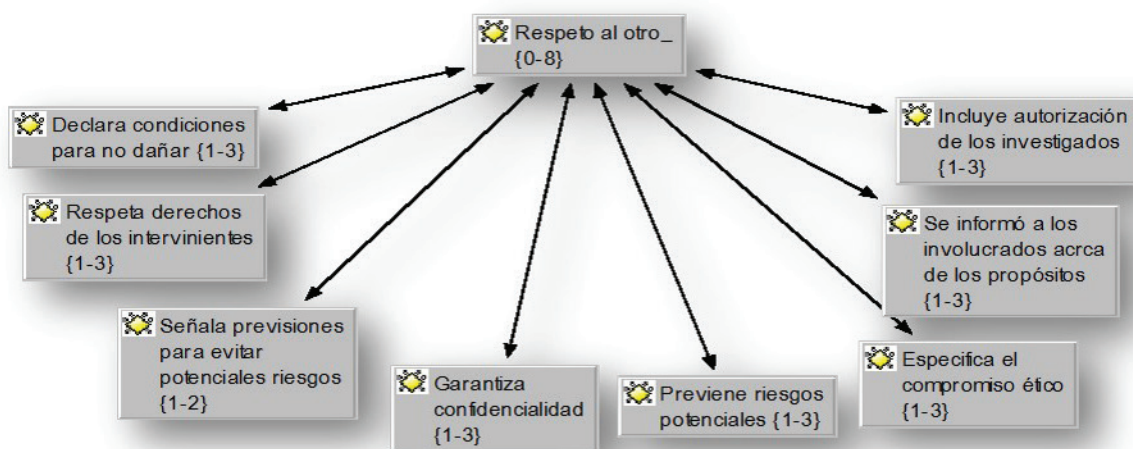 Respeto al otro_
{0-8}
Declara condiciones
para no dañar {1-3}
Respeta derechos
de los intervinientes
{1-3}
Señala previsiones
para evitar
potenciales riesgos
{1-2}
Garantiza
confidencialidad
{1-3}
Previene riesgos
potenciales {1-3}
Especifica el
compromiso ético
{1-3}
Se informó a los
involucrados acrca
de los propósitos
{1-3}
Incluye autorización
de los investigados
{1-3}